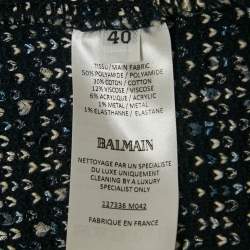 40
TISSU/MAIN FABRIC
50% POLYAMIDE / POLYAMIDE
30% COTON / COTTON
12% VISCOSE / VISCOSE
6% ACRYLIQUE / ACRYLIC
1% METAL / METAL
1% ELASTHANNE / ELASTANE
BALMAIN
NETTOYAGE PAR UN SPECIALISTE
DU LUXE UNIQUEMENT
CLEANING BY A LUXURY
SPECIALIST ONLY
227336 M042
FABRIQUE EN FRANCE